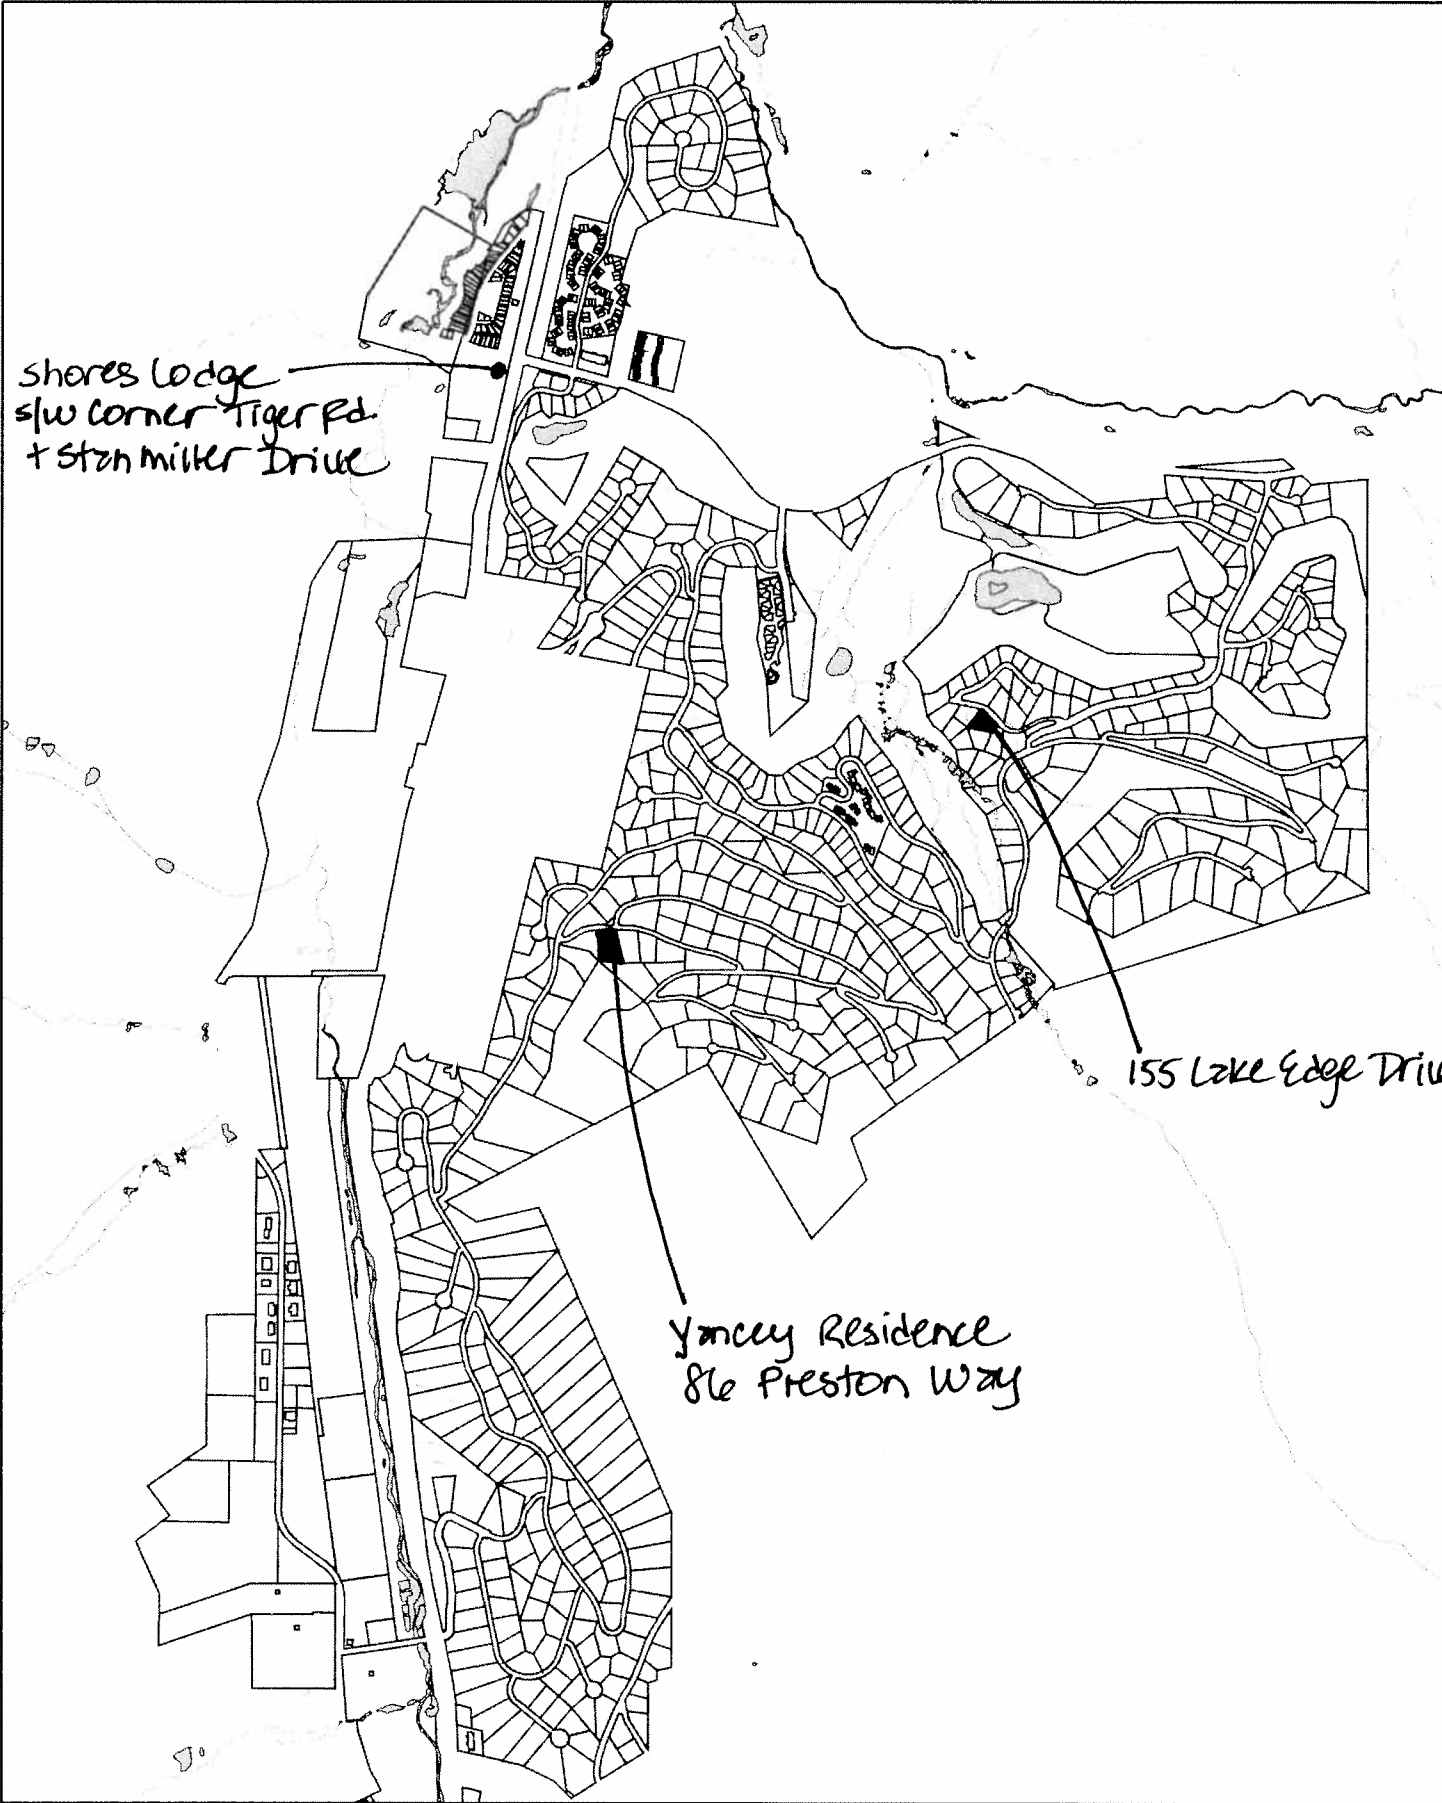 Shores Lodge
s/w Corner Tiger Rd.
+ Stan Miller Drive
155 Lake Edge Driv
Yancey Residence
86 Preston Way